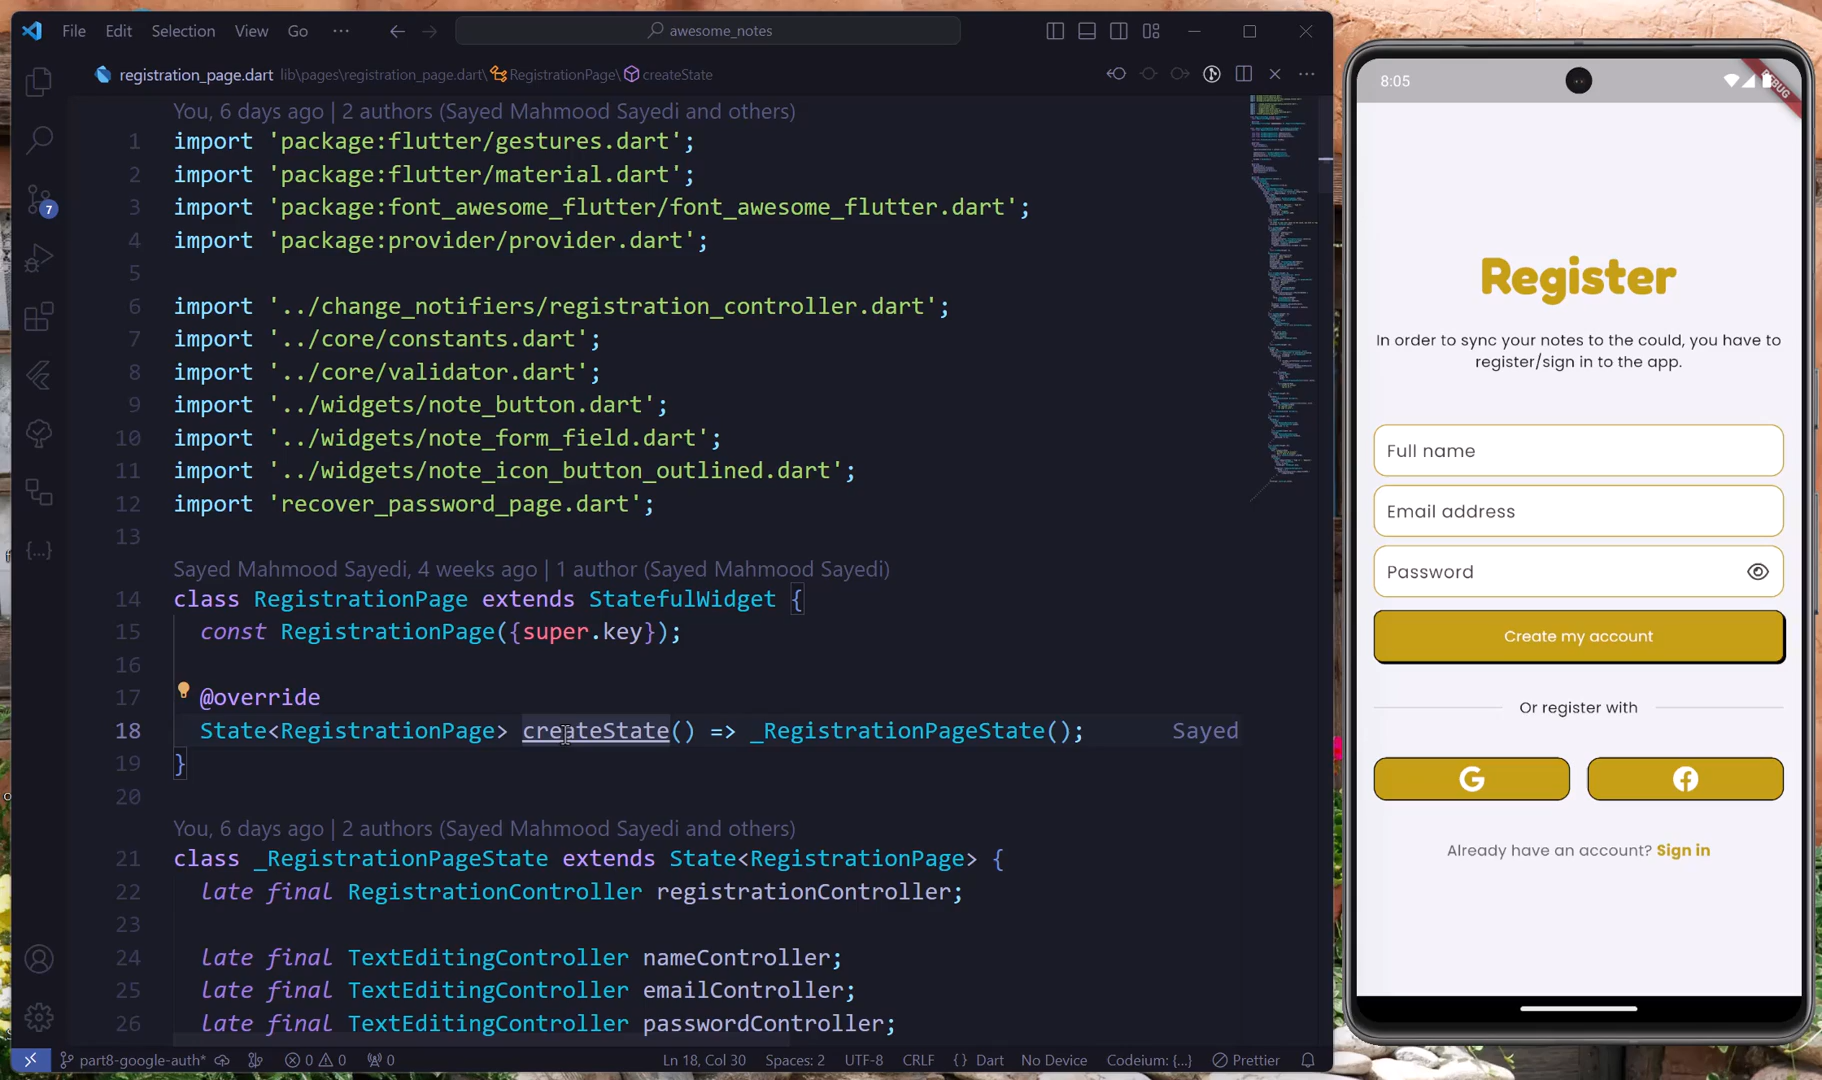 File Edit Selection View Go ··· awesome_notes
registration_page.dart lib\pages\registration_page.dart\ RegistrationPage\ createState
You, 6 days ago | 2 authors (Sayed Mahmood Sayedi and others)
1 import 'package:flutter/gestures.dart';
2 import 'package:flutter/material.dart';
3 import 'package:font_awesome_flutter/font_awesome_flutter.dart';
4 import 'package:provider/provider.dart';
5
6 import '../change_notifiers/registration_controller.dart';
7 import '../core/constants.dart';
8 import '../core/validator.dart';
9 import '../widgets/note_button.dart';
10 import '../widgets/note_form_field.dart';
11 import '../widgets/note_icon_button_outlined.dart';
12 import 'recover_password_page.dart';
13
Sayed Mahmood Sayedi, 4 weeks ago | 1 author (Sayed Mahmood Sayedi)
14 class RegistrationPage extends StatefulWidget {
15 const RegistrationPage({super.key});
16
17 @override
18 State<RegistrationPage> createState() => _RegistrationPageState(); Sayed
19 }
20
You, 6 days ago | 2 authors (Sayed Mahmood Sayedi and others)
21 class _RegistrationPageState extends State<RegistrationPage> {
22 late final RegistrationController registrationController;
23
24 late final TextEditingController nameController;
25 late final TextEditingController emailController;
26 late final TextEditingController passwordController;
7
part8-google-auth* 0 0 0 Ln 18, Col 30 Spaces: 2 UTF-8 CRLF {} Dart No Device Codeium: {...} Prettier
8:05
DEBUG
Register
In order to sync your notes to the could, you have to
register/sign in to the app.
Full name
Email address
Password
Create my account
Or register with
Already have an account? Sign in